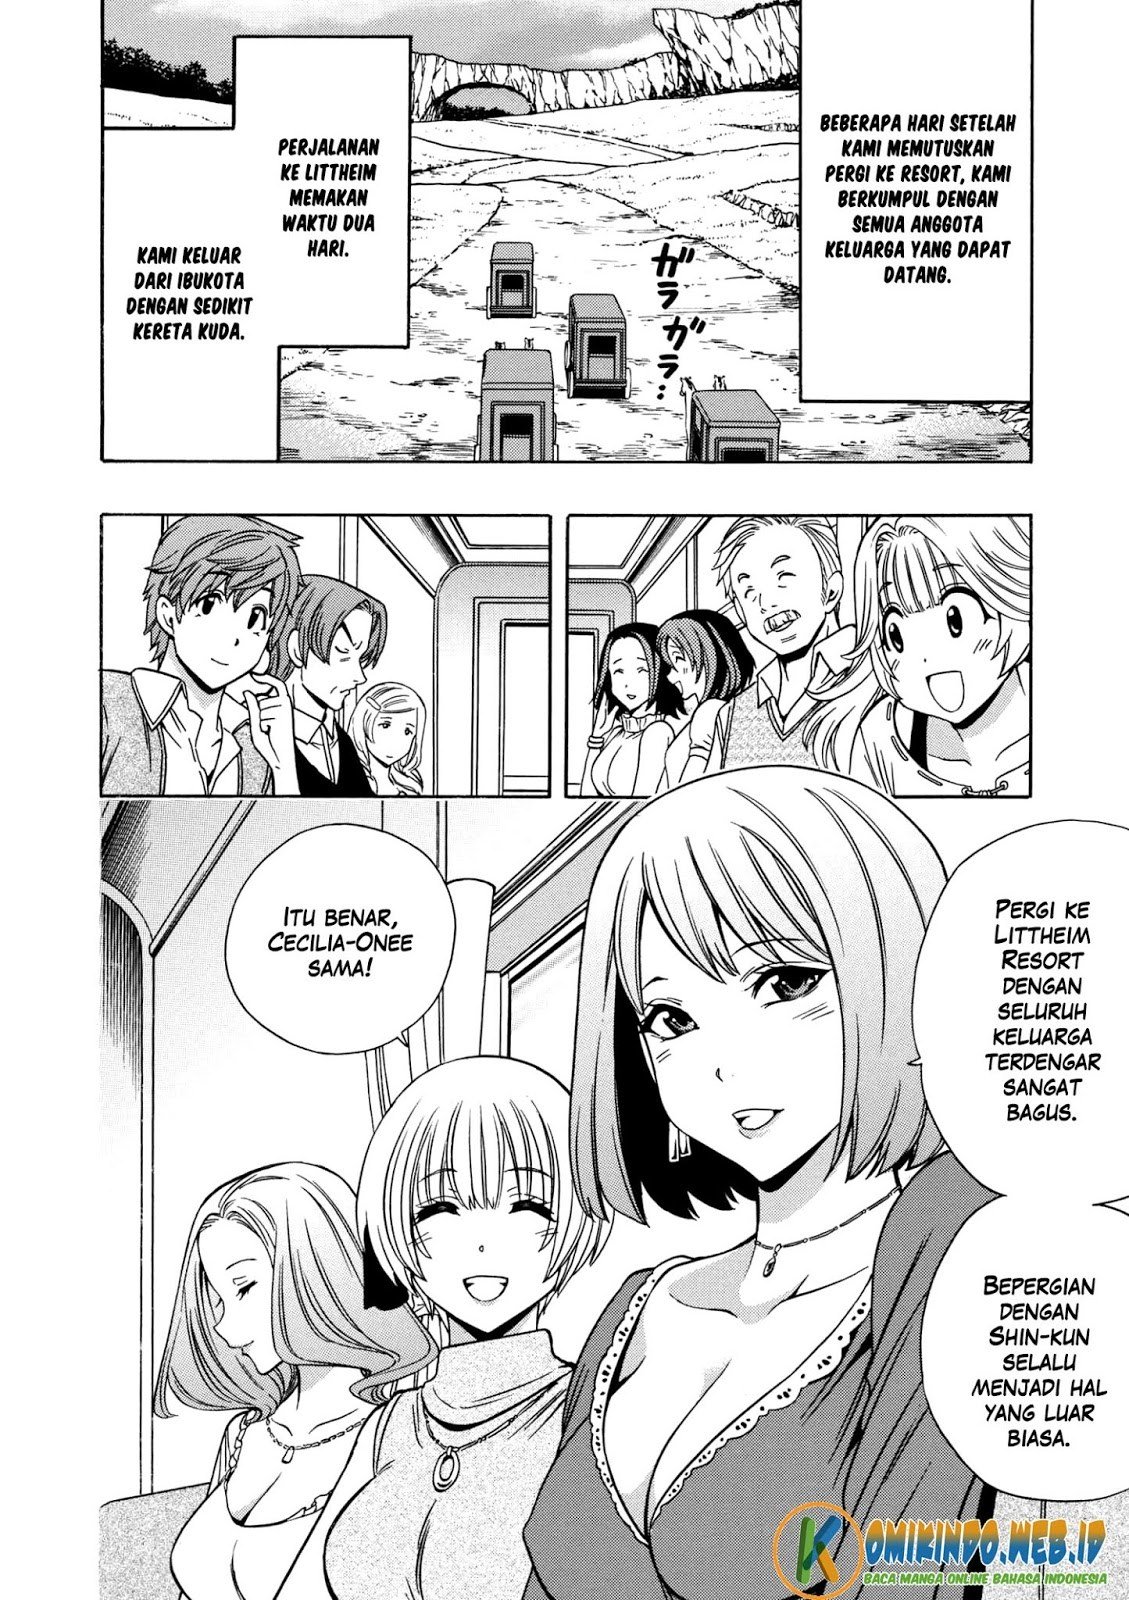 BEBERAPA HARI SETELAH
KAMI MEMUTUSKAN
PERGI KE RESORT, KAMI
BERKUMPUL DENGAN
SEMUA ANGGOTA
KELUARGA YANG DAPAT
DATANG.
ガラガラ…
PERJALANAN
KE LITTHEIM
MEMAKAN
WAKTU DUA
HARI.
KAMI KELUAR
DARI IBUKOTA
DENGAN SEDIKIT
KERETA KUDA.
PERGI KE
LITTHEIM
RESORT
DENGAN
SELURUH
KELUARGA
TERDENGAR
SANGAT
BAGUS.
BEPERGIAN
DENGAN
SHIN-KUN
SELALU
MENJADI HAL
YANG LUAR
BIASA.
ITU BENAR,
CECILIA-ONEE
SAMA!
KOMIKINDO.WEB.ID
BACA MANGA ONLINE BAHASA INDONESIA